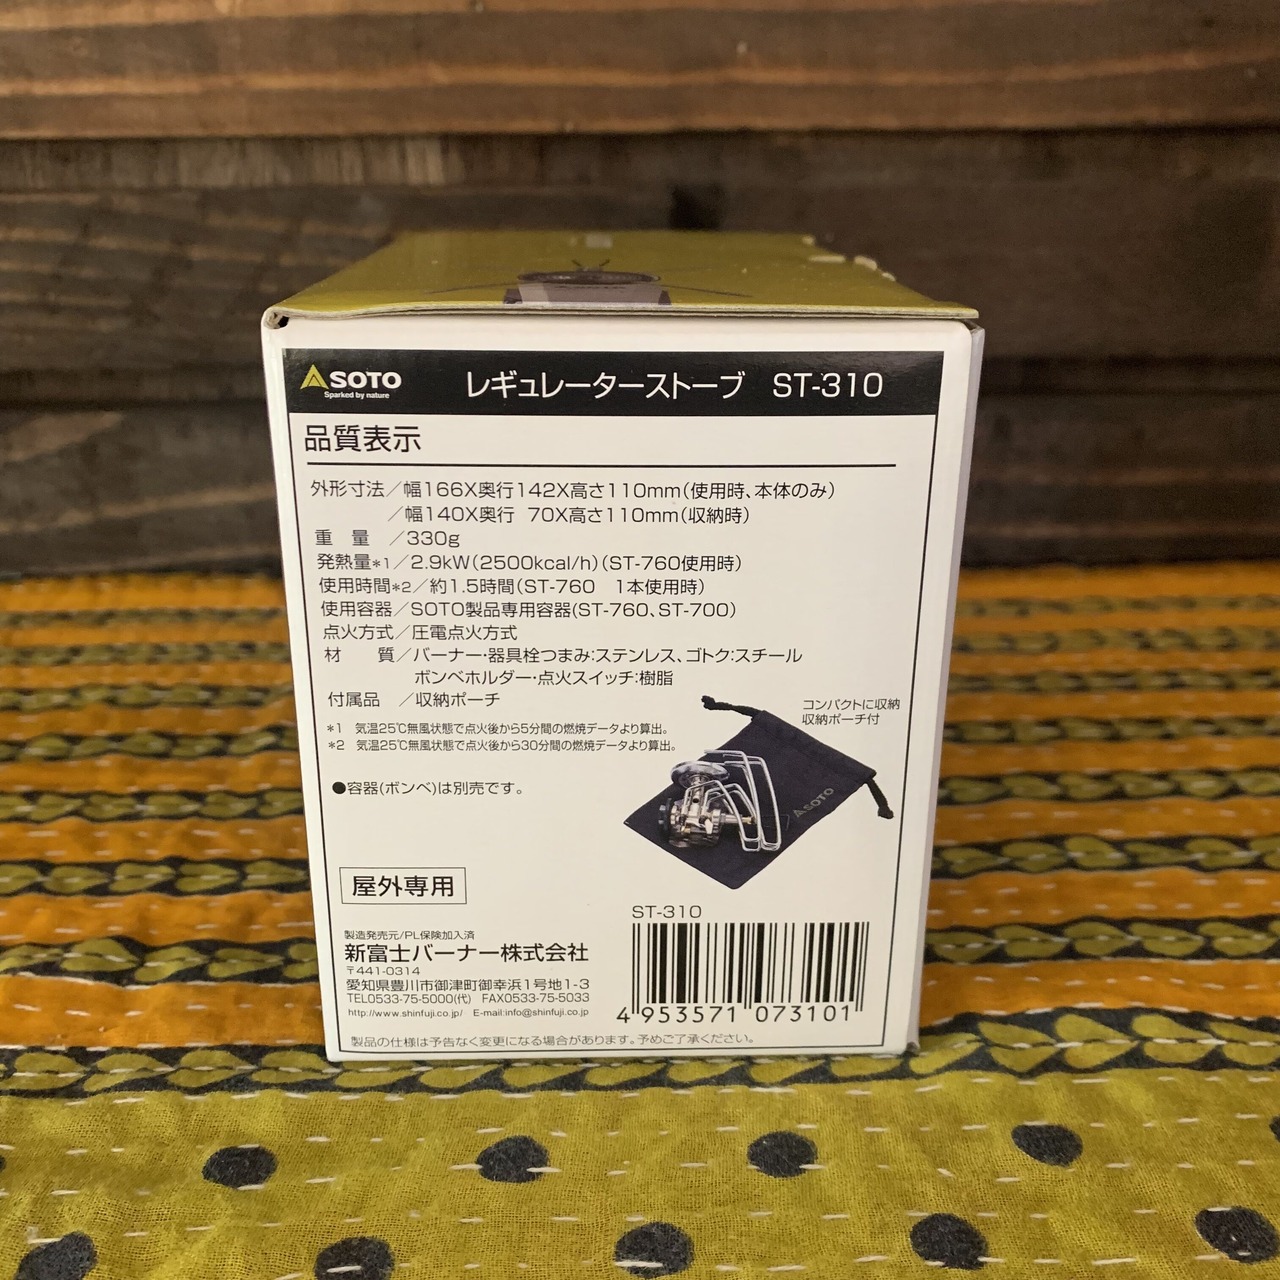 SOTO
Sparked by nature
レギュレーターストーブ ST-310
品質表示
外形寸法／幅166X奥行142X高さ110mm(使用時、本体のみ)
／幅140X奥行 70X高さ110mm(収納時)
重 量 ／330g
発熱量*1／2.9kW(2500kcal/h)(ST-760使用時)
使用時間*2／約1.5時間(ST-760 1本使用時)
使用容器／SOTO製品専用容器(ST-760、ST-700)
点火方式／圧電点火方式
材 質／バーナー・器具栓つまみ:ステンレス、ゴトク:スチール
ボンベホルダー・点火スイッチ:樹脂
付属品 ／収納ポーチ
コンパクトに収納
収納ポーチ付
*1 気温25℃無風状態で点火後から5分間の燃焼データより算出。
*2 気温25℃無風状態で点火後から30分間の燃焼データより算出。
●容器(ボンベ)は別売です。
SOTO
屋外専用
ST-310
製造発売元/PL保険加入済
新富士バーナー株式会社
〒441-0314
愛知県豊川市御津町御幸浜1号地1-3
TEL0533-75-5000(代) FAX0533-75-5033
http://www.shinfuji.co.jp/ E-mail:info@shinfuji.co.jp
4 953571 073101
製品の仕様は予告なく変更になる場合があります。予めご了承ください。